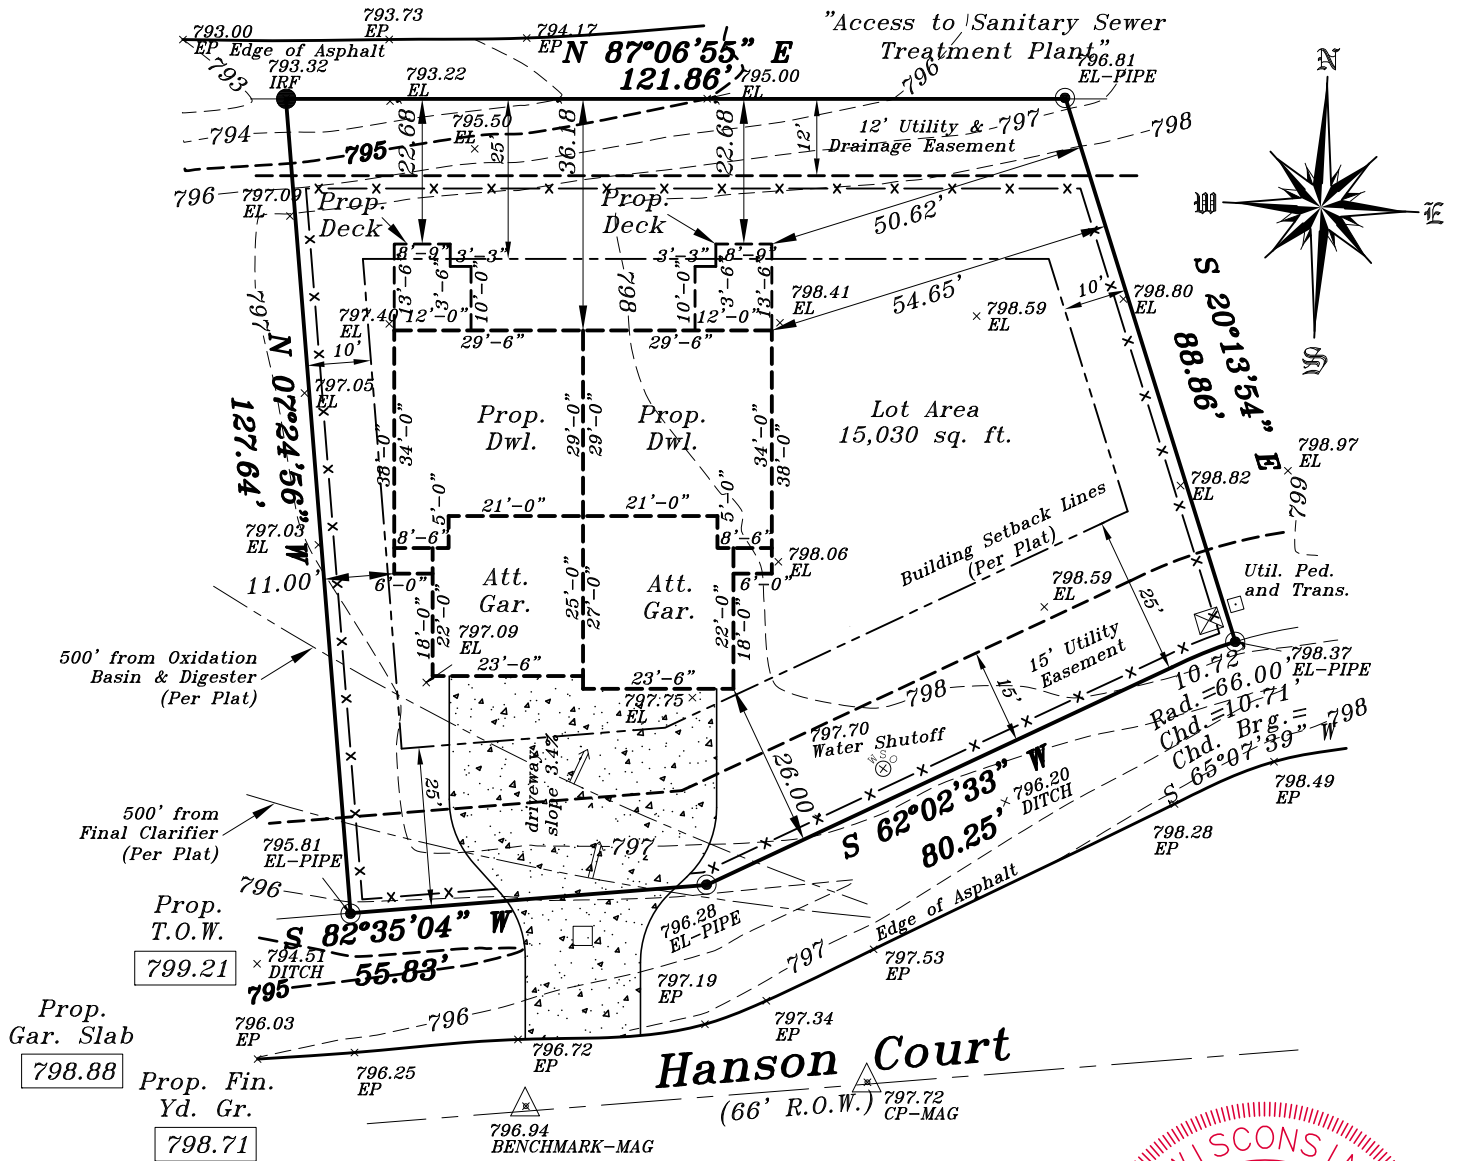 793.00
EP
793.73
EP
794.17
EP
"Access to Sanitary Sewer
Treatment Plant"
Edge of Asphalt
N 87°06'55" E
121.86'
793
793.32
IRF
793.22
EL
795.00
EL
796
796.81
EL-PIPE
N
794
795
795.50
EL
22.68'
25'
36.18'
22.68'
12'
12' Utility &
Drainage Easement
797
798
796
797.09
EL
Prop.
Deck
Prop.
Deck
50.62'
W
E
8'-9"
3'-3"
3'-3"
8'-9"
13'-6"
3'-6"
10'-0"
10'-0"
3'-6"
13'-6"
797
798
798.41
EL
54.65'
798.59
EL
10'
798.80
EL
797.40
EL
12'-0"
12'-0"
29'-6"
29'-6"
10'
S
S 20°13'54" E
88.86'
N 07°24'56" W
127.64'
797.05
EL
Prop.
Dwl.
Prop.
Dwl.
Lot Area
15,030 sq. ft.
38'-0"
34'-0"
29'-0"
29'-0"
34'-0"
38'-0"
798.97
EL
798.82
EL
799
797.03
EL
21'-0"
21'-0"
5'-0"
5'-0"
8'-6"
8'-6"
Building Setback Lines
(Per Plat)
798.06
EL
11.00'
6'-0"
6'-0"
Att.
Gar.
Att.
Gar.
18'-0"
22'-0"
25'-0"
27'-0"
22'-0"
18'-0"
798.59
EL
25'
Util. Ped.
and Trans.
797.09
EL
500' from Oxidation
Basin & Digester
(Per Plat)
23'-6"
23'-6"
797.75
EL
15' Utility
Easement
15'
798
798.37
EL-PIPE
10.72'
Rad.=66.00'
Chd.=10.71'
Chd. Brg.=
S 65°07'39" W
798
797.70
Water Shutoff
WSO
26.00'
driveway
slope 3.4%
25'
500' from
Final Clarifier
(Per Plat)
797
S 62°02'33" W
80.25'
796.20
DITCH
798.49
EP
798.28
EP
795.81
EL-PIPE
796
Prop.
T.O.W.
799.21
S 82°35'04" W
55.83'
794.51
DITCH
795
796.28
EL-PIPE
Edge of Asphalt
797
797.53
EP
797.19
EP
797.34
EP
Prop.
Gar. Slab
798.88
796.03
EP
796
796.25
EP
796.72
EP
Hanson Court
(66' R.O.W.)
797.72
CP-MAG
Prop. Fin.
Yd. Gr.
798.71
796.94
BENCHMARK-MAG
WISCONSIN